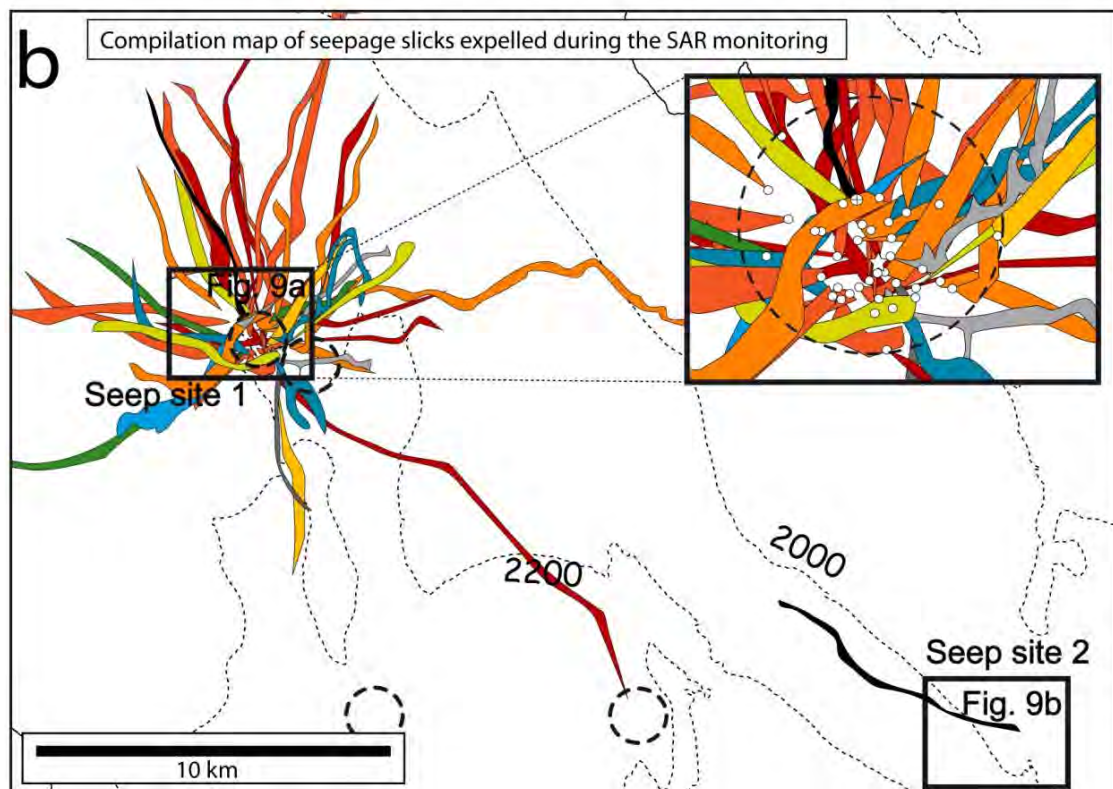 b
Compilation map of seepage slicks expelled during the SAR monitoring
Fig. 9a
Seep site 1
2200
2000
Seep site 2
Fig. 9b
10 km